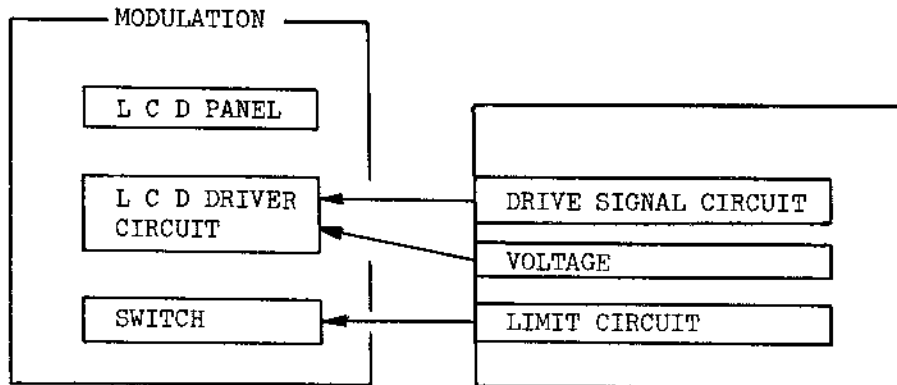 MODULATION
L C D PANEL
L C D DRIVER
CIRCUIT
SWITCH
DRIVE SIGNAL CIRCUIT
VOLTAGE
LIMIT CIRCUIT